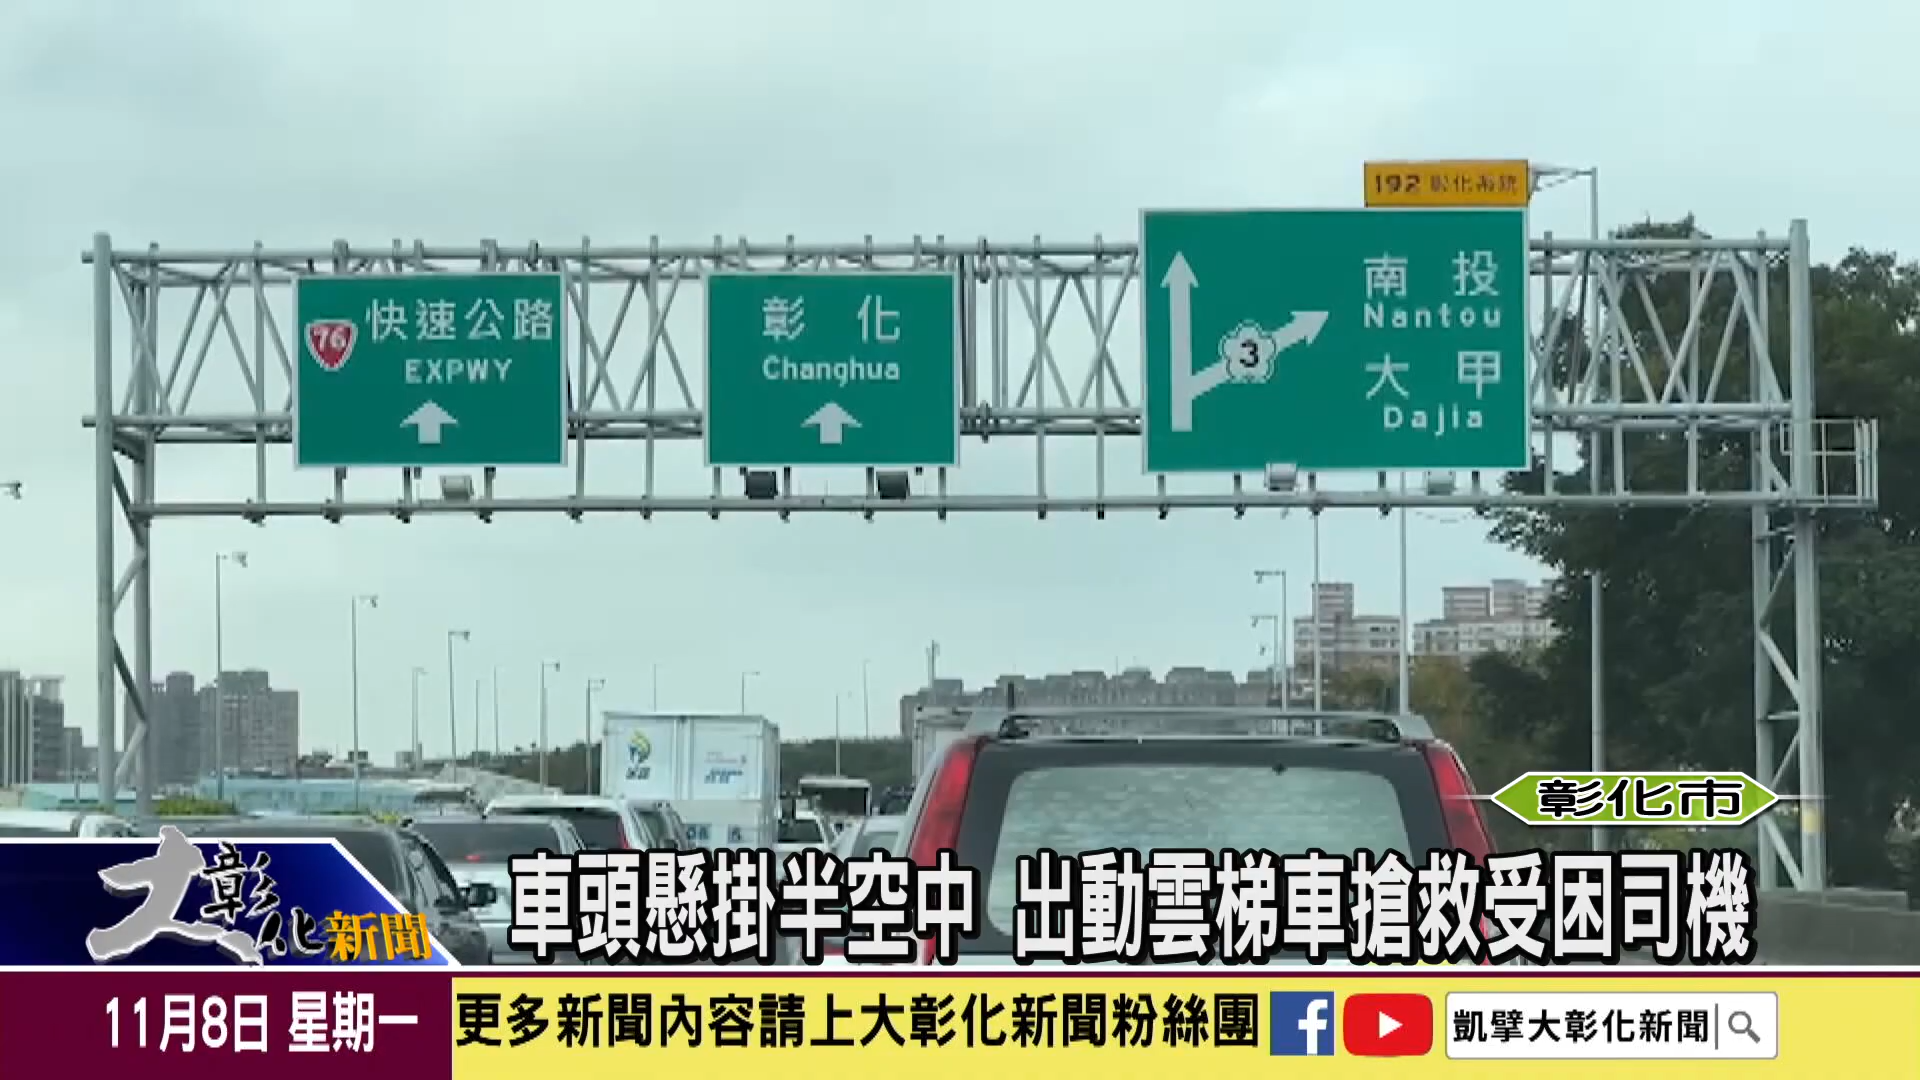 192 彰化系統
76 快速公路
EXPWY
彰化
Changhua
3
南投
Nantou
大甲
Dajia
彰化市
大彰化新聞
車頭懸掛半空中 出動雲梯車搶救受困司機
11月8日 星期一
更多新聞內容請上大彰化新聞粉絲團
凱擘大彰化新聞